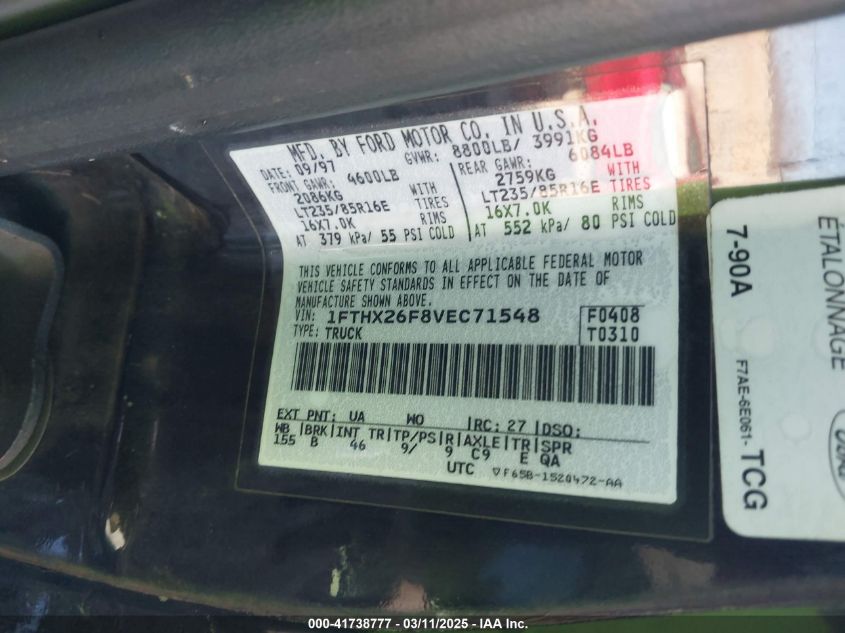 MFD. BY FORD MOTOR CO. IN U.S.A.
DATE: 09/97 GVWR: 8800LB/ 3991KG
FRONT GAWR: 4600LB REAR GAWR: 6084LB
2086KG WITH 2759KG WITH
LT235/85R16E TIRES LT235/85R16E TIRES
16X7.0K RIMS 16X7.0K RIMS
AT 379 kPa/ 55 PSI COLD AT 552 kPa/ 80 PSI COLD
THIS VEHICLE CONFORMS TO ALL APPLICABLE FEDERAL MOTOR
VEHICLE SAFETY STANDARDS IN EFFECT ON THE DATE OF
MANUFACTURE SHOWN ABOVE.
VIN: 1FTHX26F8VEC71548 F0408
TYPE: TRUCK T0310
EXT PNT: UA WO RC: 27 DSO:
WB BRK INT TR TP/PS R AXLE TR SPR
155 B 46 9/ 9 C9 E QA
UTC F65B-1520472-AA
7-90A
F7AE-6E061-TCG
ÉTALONNAGE
Ford
000-41738777 - 03/11/2025 - IAAI Inc.